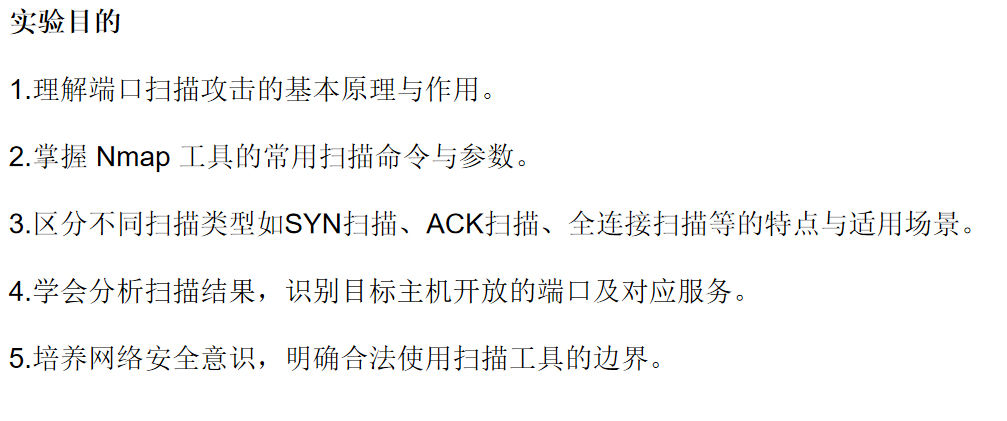 实验目的
1.理解端口扫描攻击的基本原理与作用。
2.掌握 Nmap 工具的常用扫描命令与参数。
3.区分不同扫描类型如SYN扫描、ACK扫描、全连接扫描等的特点与适用场景。
4.学会分析扫描结果，识别目标主机开放的端口及对应服务。
5.培养网络安全意识，明确合法使用扫描工具的边界。